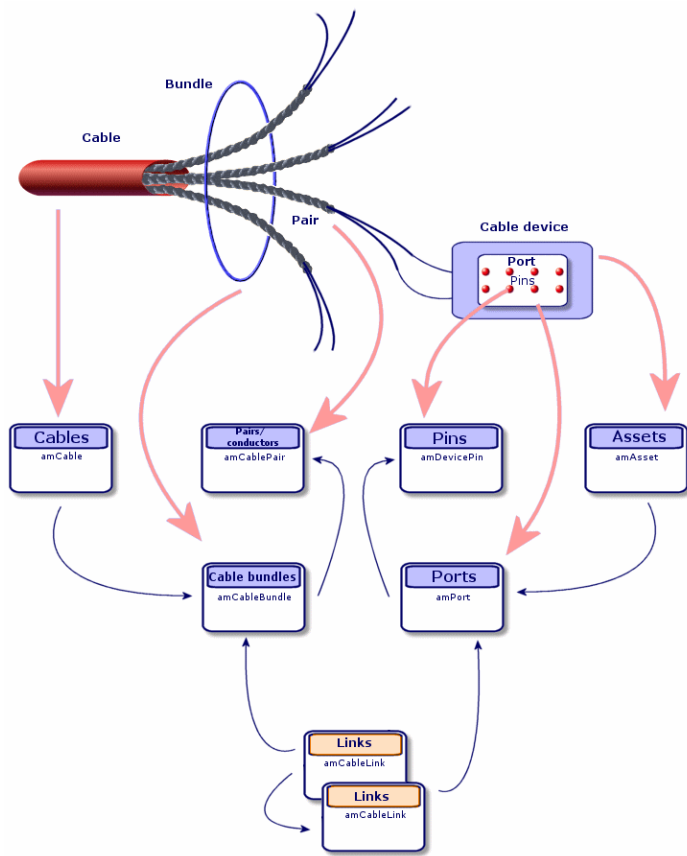 Bundle
Cable
Pair
Cable device
Port
Pins
Cables
amCable
Pairs/
conductors
amCablePair
Pins
amDevicePin
Assets
amAsset
Cable bundles
amCableBundle
Ports
amPort
Links
amCableLink
Links
amCableLink